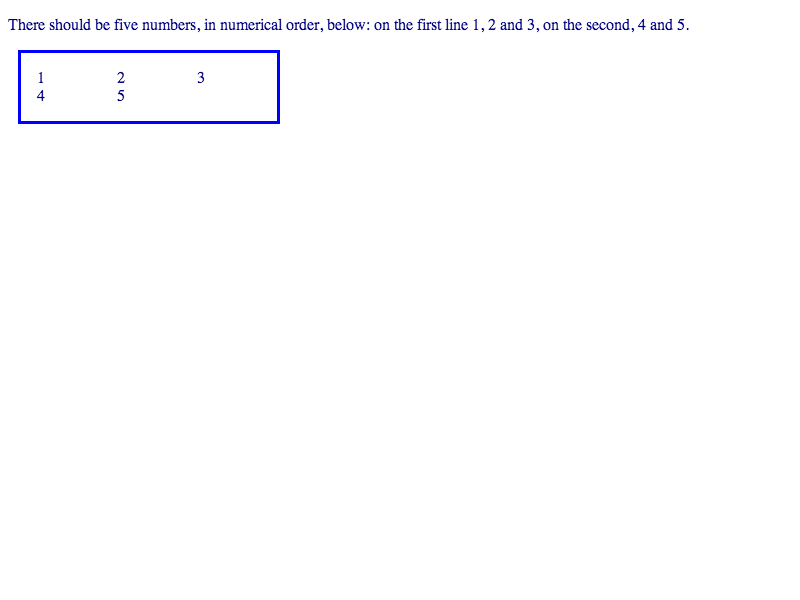 There should be five numbers, in numerical order, below: on the first line 1, 2 and 3, on the second, 4 and 5.
1 2 3
4 5